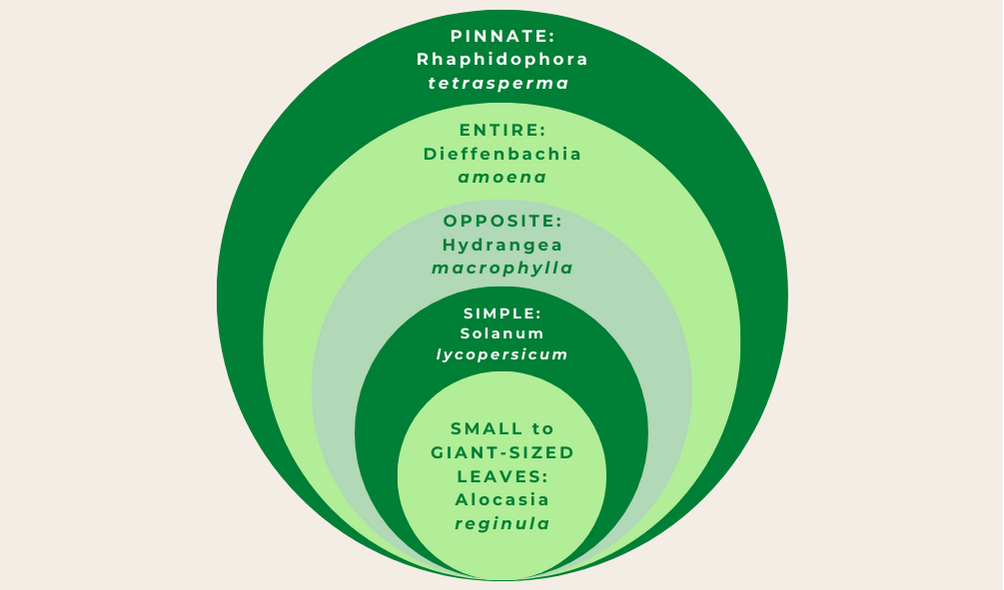 PINNATE:
Rhaphidophora
tetrasperma
ENTIRE:
Dieffenbachia
amoena
OPPOSITE:
Hydrangea
macrophylla
SIMPLE:
Solanum
lycopersicum
SMALL to
GIANT-SIZED
LEAVES:
Alocasia
reginula